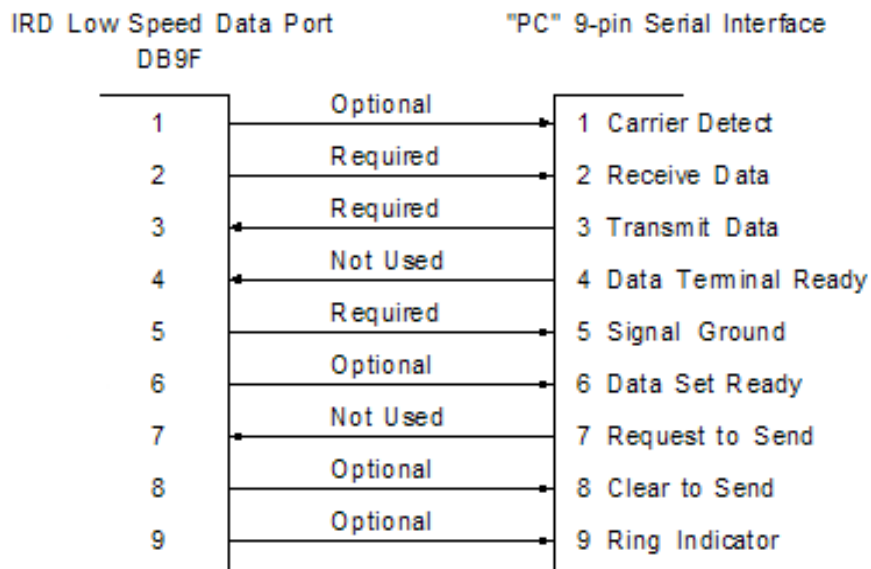 IRD Low Speed Data Port "PC" 9-pin Serial Interface
DB9F
Optional
1 1 Carrier Detect
Required
2 2 Receive Data
Required
3 3 Transmit Data
Not Used
4 4 Data Terminal Ready
Required
5 5 Signal Ground
Optional
6 6 Data Set Ready
Not Used
7 7 Request to Send
Optional
8 8 Clear to Send
Optional
9 9 Ring Indicator